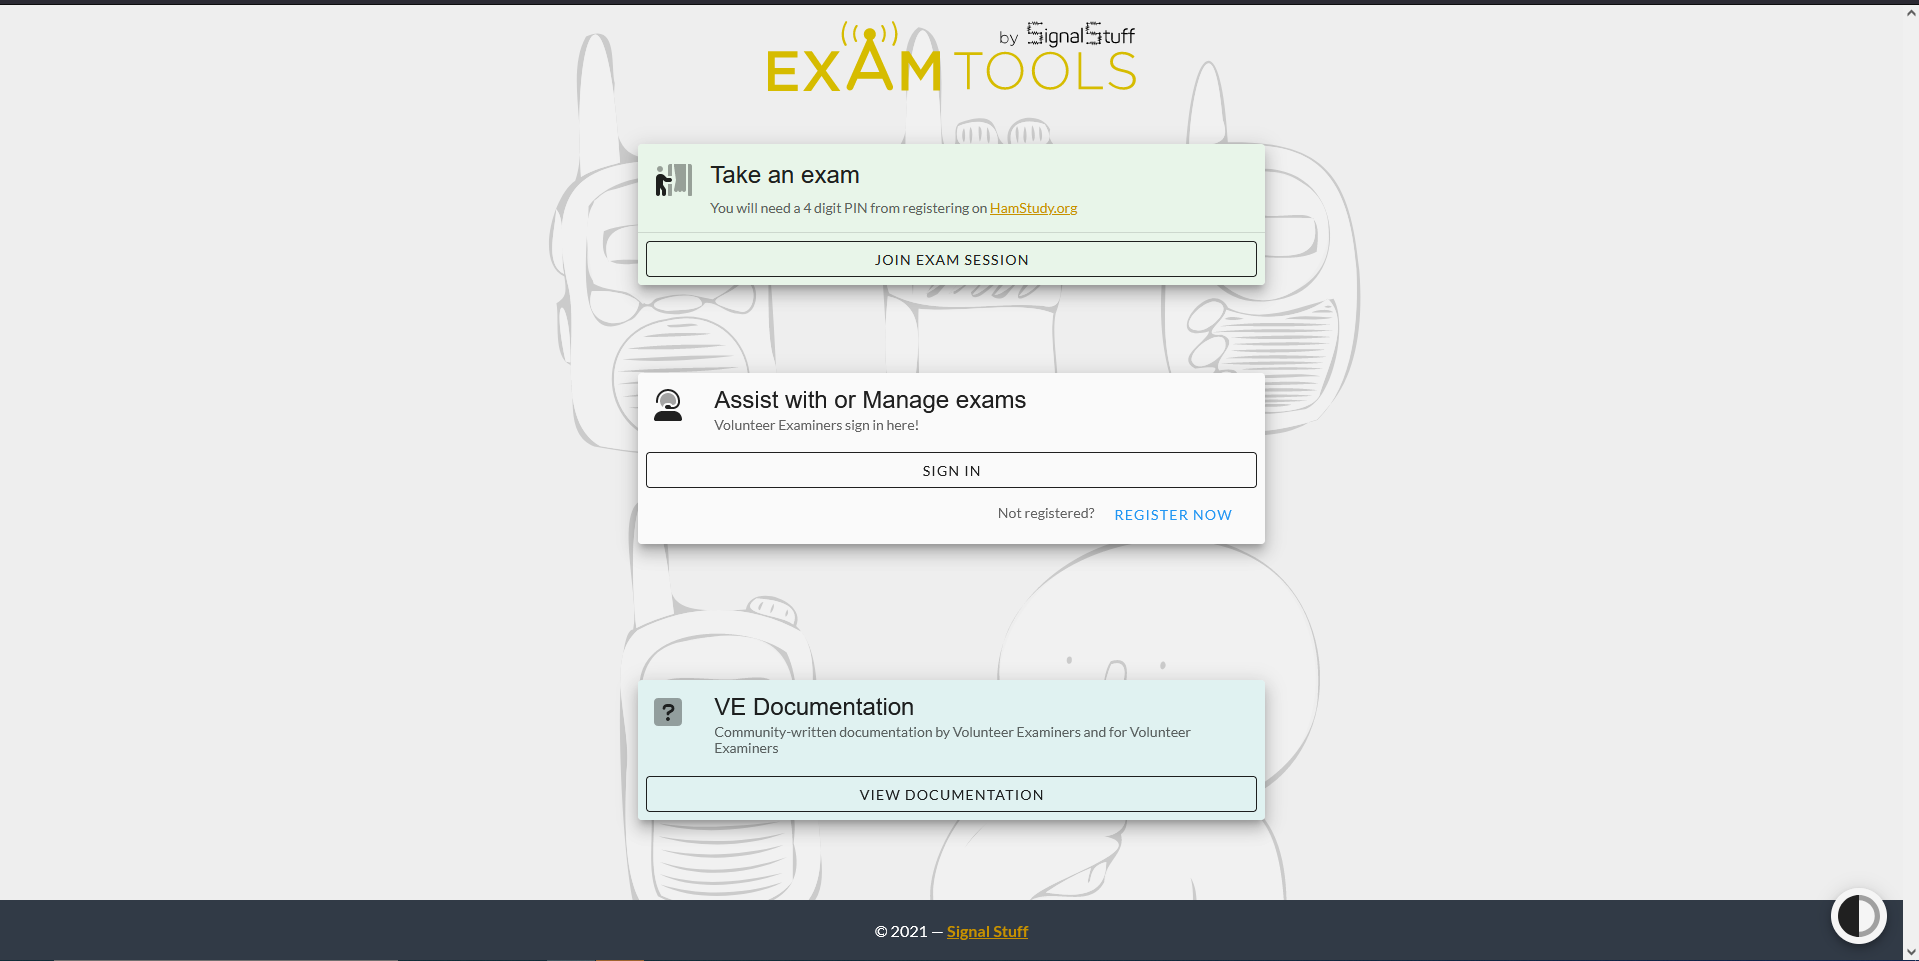 by SignalStuff
EXAMTOOLS
Take an exam
You will need a 4 digit PIN from registering on HamStudy.org
JOIN EXAM SESSION
Assist with or Manage exams
Volunteer Examiners sign in here!
SIGN IN
Not registered? REGISTER NOW
?
VE Documentation
Community-written documentation by Volunteer Examiners and for Volunteer
Examiners
VIEW DOCUMENTATION
© 2021 — Signal Stuff